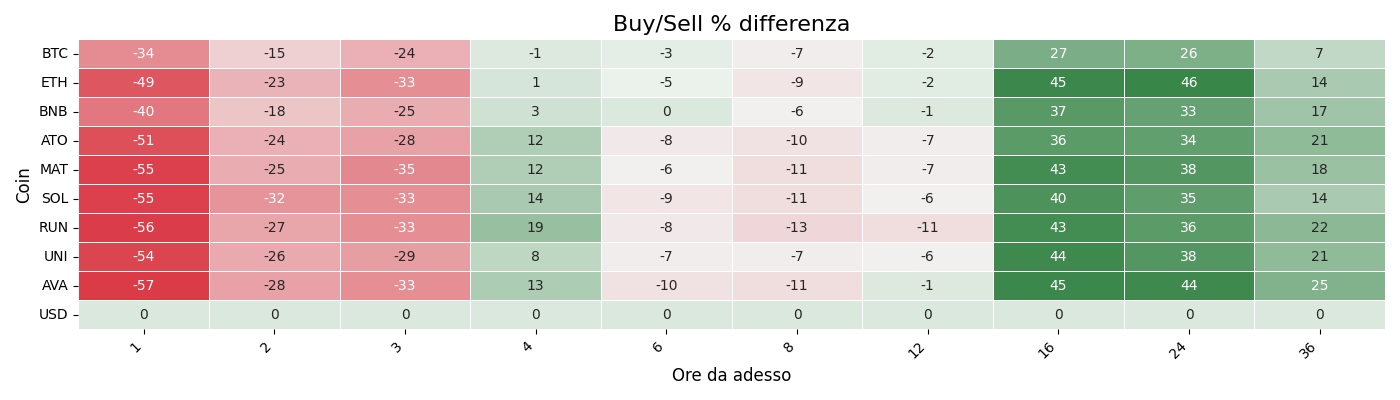 Buy/Sell % differenza
Coin
BTC -34 -15 -24 -1 -3 -7 -2 27 26 7
ETH -49 -23 -33 1 -5 -9 -2 45 46 14
BNB -40 -18 -25 3 0 -6 -1 37 33 17
ATO -51 -24 -28 12 -8 -10 -7 36 34 21
MAT -55 -25 -35 12 -6 -11 -7 43 38 18
SOL -55 -32 -33 14 -9 -11 -6 40 35 14
RUN -56 -27 -33 19 -8 -13 -11 43 36 22
UNI -54 -26 -29 8 -7 -7 -6 44 38 21
AVA -57 -28 -33 13 -10 -11 -1 45 44 25
USD 0 0 0 0 0 0 0 0 0 0
1 2 3 4 6 8 12 16 24 36
Ore da adesso